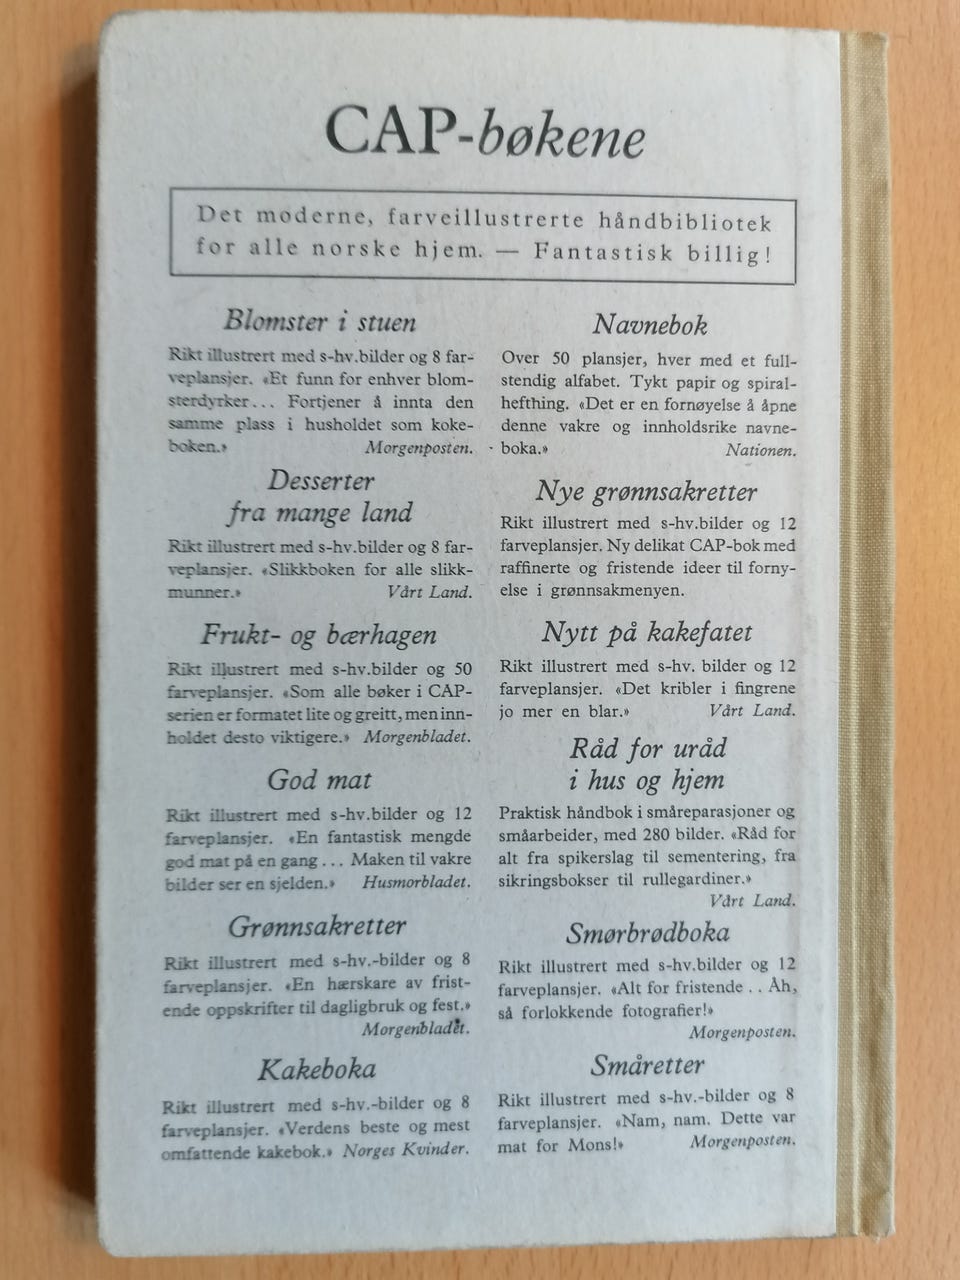 CAP-bøkene
Det moderne, farveillustrerte håndbibliotek
for alle norske hjem. — Fantastisk billig!
Blomster i stuen
Rikt illustrert med s-hv.bilder og 8 far-
veplansjer. «Et funn for enhver blom-
sterdyrker... Fortjener å innta den
samme plass i husholdet som koke-
boken.» Morgenposten.
Desserter
fra mange land
Rikt illustrert med s-hv.bilder og 8 far-
veplansjer. «Slikkboken for alle slikk-
munner.» Vårt Land.
Frukt- og bærhagen
Rikt illustrert med s-hv.bilder og 50
farveplansjer. «Som alle bøker i CAP-
serien er formatet lite og greitt, men inn-
holdet desto viktigere.» Morgenbladet.
God mat
Rikt illustrert med s-hv.bilder og 12
farveplansjer. «En fantastisk mengde
god mat på en gang... Maken til vakre
bilder ser en sjelden.» Husmorbladet.
Grønnsakretter
Rikt illustrert med s-hv.-bilder og 8
farveplansjer. «En hærskare av frist-
ende oppskrifter til dagligbruk og fest.»
Morgenbladet.
Kakeboka
Rikt illustrert med s-hv.-bilder og 8
farveplansjer. «Verdens beste og mest
omfattende kakebok.» Norges Kvinder.
Navnebok
Over 50 plansjer, hver med et full-
stendig alfabet. Tykt papir og spiral-
hefthing. «Det er en fornøyelse å åpne
denne vakre og innholdsrike navne-
boka.» Nationen.
Nye grønnsakretter
Rikt illustrert med s-hv.bilder og 12
farveplansjer. Ny delikat CAP-bok med
raffinerte og fristende ideer til forny-
else i grønnsakmenyen.
Nytt på kakefatet
Rikt illustrert med s-hv. bilder og 12
farveplansjer. «Det kribler i fingrene
jo mer en blar.» Vårt Land.
Råd for uråd
i hus og hjem
Praktisk håndbok i småreparasjoner og
småarbeider, med 280 bilder. «Råd for
alt fra spikerslag til sementering, fra
sikringsbokser til rullegardiner.»
Vårt Land.
Smørbrødboka
Rikt illustrert med s-hv.bilder og 12
farveplansjer. «Alt for fristende . . Åh,
så forlokkende fotografier!»
Morgenposten.
Småretter
Rikt illustrert med s-hv.-bilder og 8
farveplansjer. «Nam, nam. Dette var
mat for Mons!» Morgenposten.